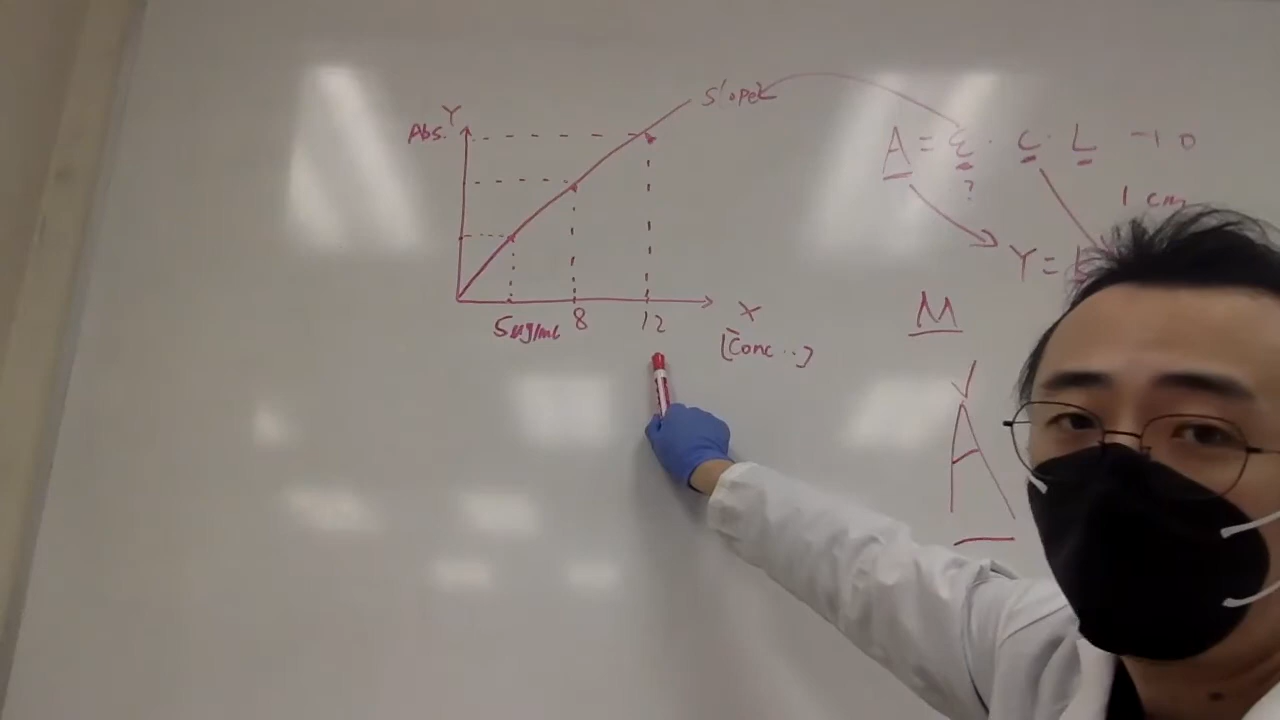 Y
Abs.
Slope
A = ε · c · L
?
1 cm
Y =
M
5ug/ml 8 12
X
[Conc..]
A